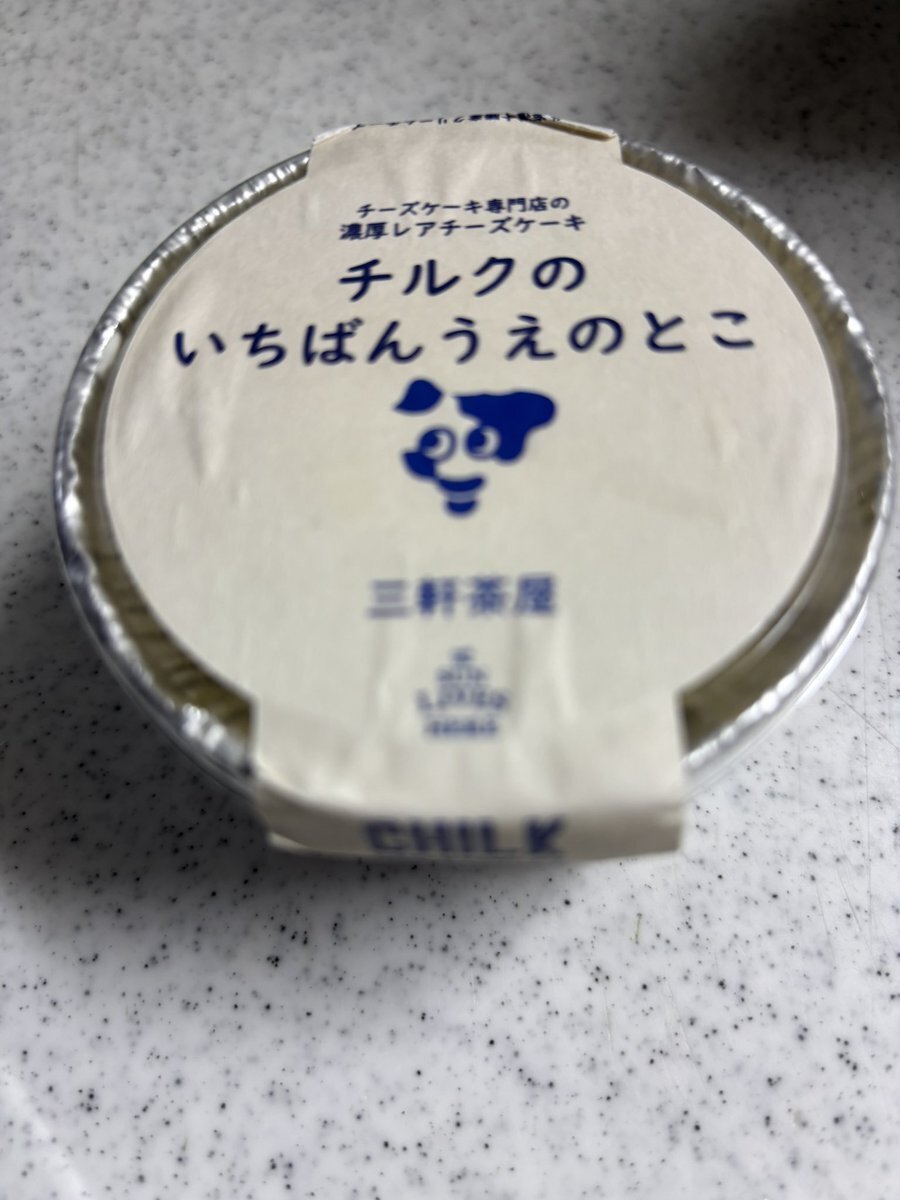 チーズケーキ専門店の
濃厚レアチーズケーキ
チルクの
いちばんうえのとこ
三軒茶屋
CHILK